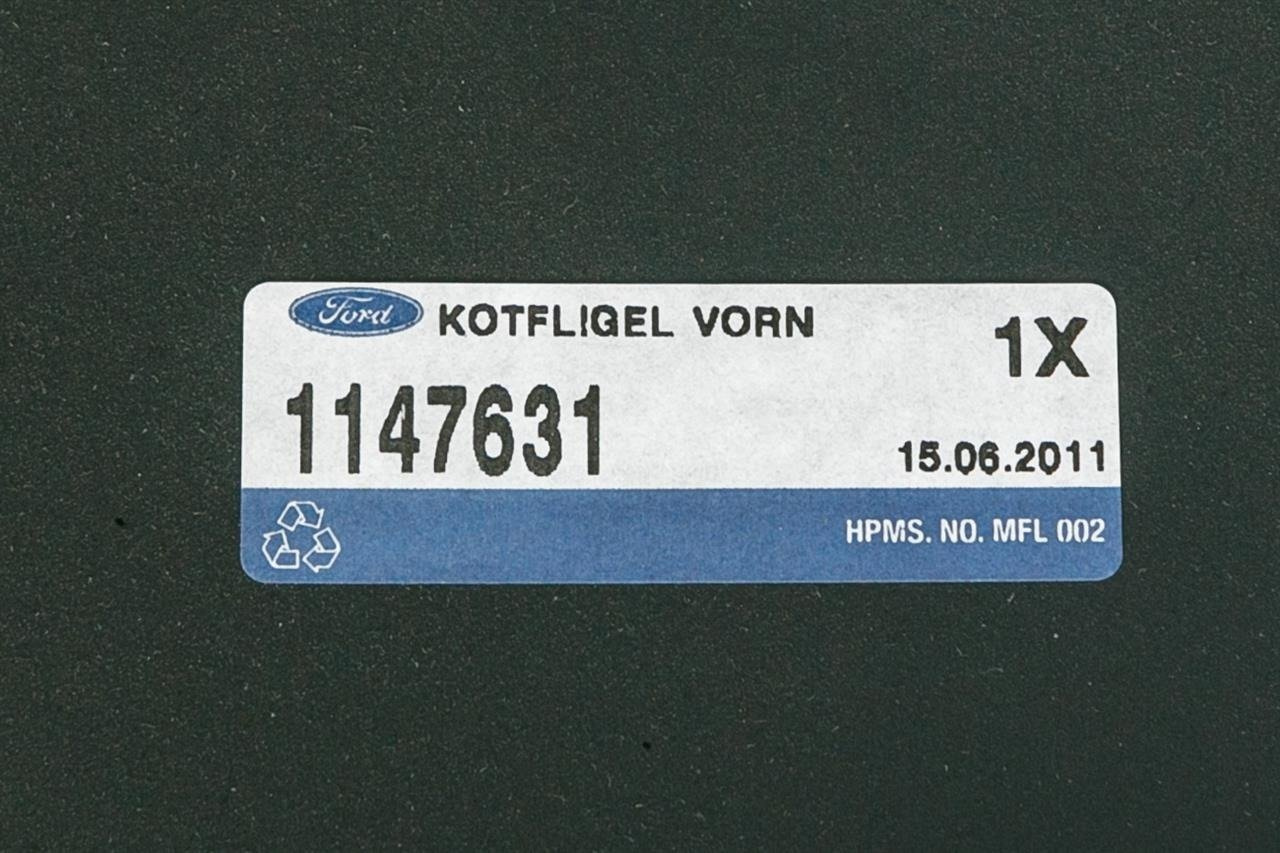 Ford KOTFLIGEL VORN
1X
1147631
15.06.2011
HPMS. NO. MFL 002